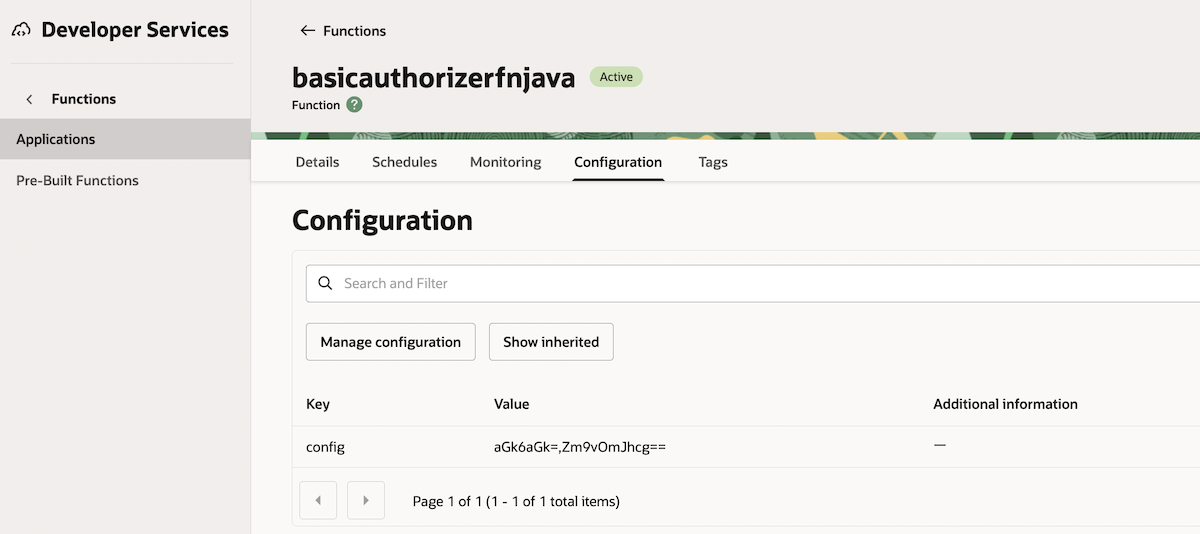 Developer Services
Functions
Applications
Pre-Built Functions
Functions
basicauthorizerfnjava Active
Function ?
Details Schedules Monitoring Configuration Tags
Configuration
Search and Filter
Manage configuration Show inherited
Key Value Additional information
config aGk6aGk=,Zm9vOmJhcg== —
Page 1 of 1 (1 - 1 of 1 total items)